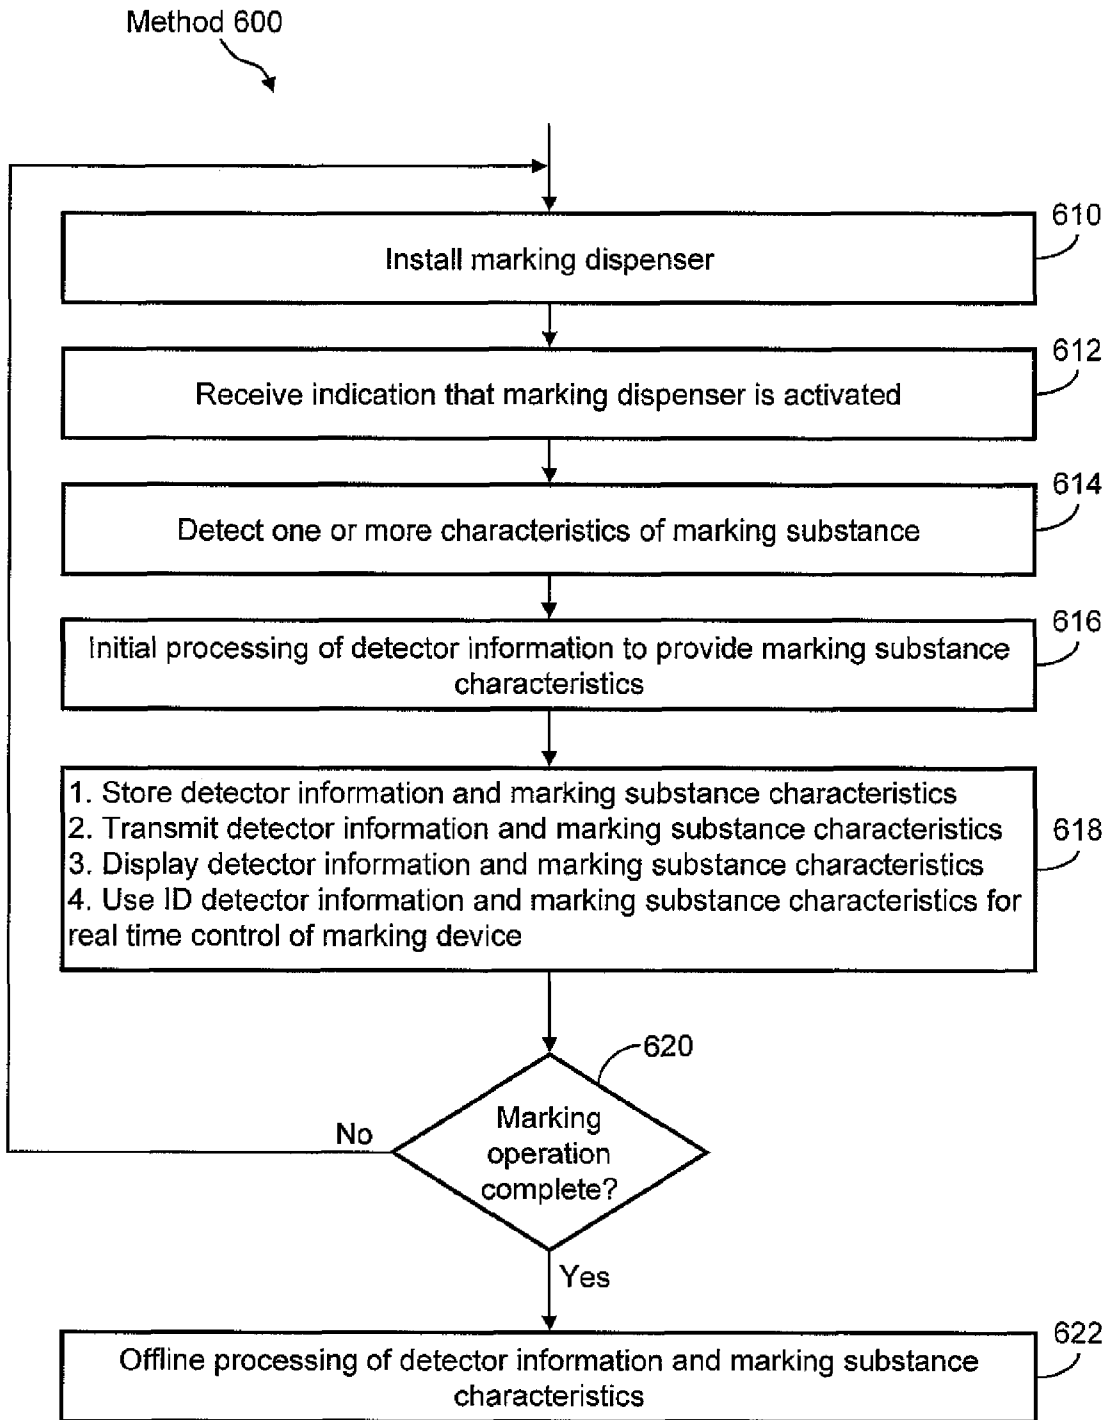 Method 600
610
Install marking dispenser
612
Receive indication that marking dispenser is activated
614
Detect one or more characteristics of marking substance
616
Initial processing of detector information to provide marking substance
characteristics
1. Store detector information and marking substance characteristics
2. Transmit detector information and marking substance characteristics
3. Display detector information and marking substance characteristics
4. Use ID detector information and marking substance characteristics for
real time control of marking device
618
620
Marking
operation
complete?
No
Yes
622
Offline processing of detector information and marking substance
characteristics